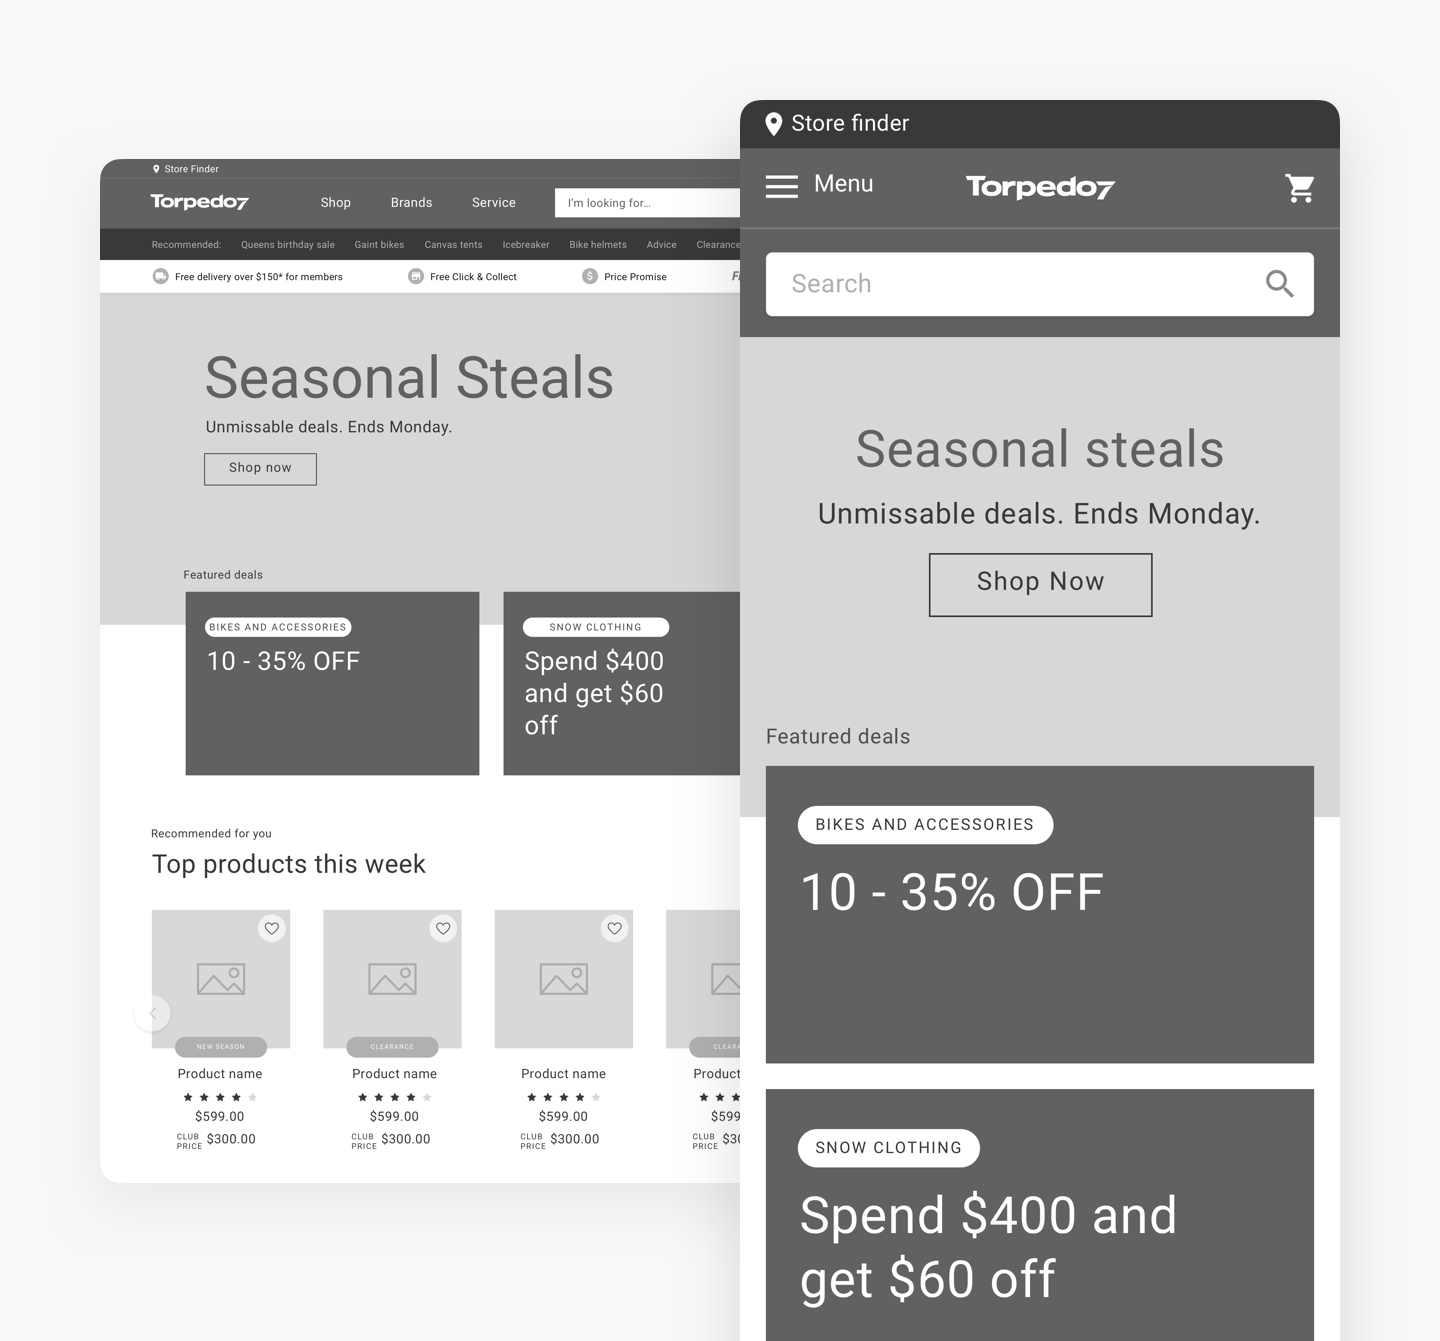 Store Finder
Torpedo7
Shop Brands Service I'm looking for...
Recommended: Queens birthday sale Gaint bikes Canvas tents Icebreaker Bike helmets Advice Clearance
Free delivery over $150* for members Free Click & Collect $ Price Promise
Seasonal Steals
Unmissable deals. Ends Monday.
Shop now
Featured deals
BIKES AND ACCESSORIES
10 - 35% OFF
SNOW CLOTHING
Spend $400
and get $60
off
Recommended for you
Top products this week
NEW SEASON
Product name
$599.00
CLUB
PRICE $300.00
CLEARANCE
Product name
$599.00
CLUB
PRICE $300.00
Product name
$599.00
CLUB
PRICE $300.00
CLUB
PRICE
Store finder
Menu Torpedo7
Search
Seasonal steals
Unmissable deals. Ends Monday.
Shop Now
Featured deals
BIKES AND ACCESSORIES
10 - 35% OFF
SNOW CLOTHING
Spend $400 and
get $60 off